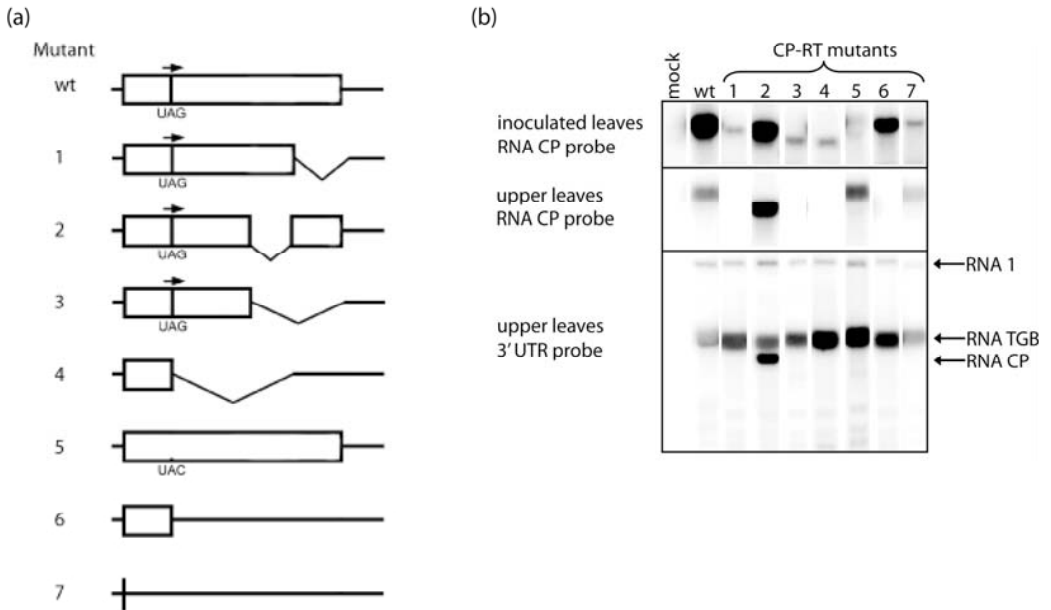 (a)
Mutant
wt
UAG
1
UAG
2
UAG
3
UAG
4
5
UAC
6
7
(b)
CP-RT mutants
mock
wt 1 2 3 4 5 6 7
inoculated leaves
RNA CP probe
upper leaves
RNA CP probe
upper leaves
3' UTR probe
RNA 1
RNA TGB
RNA CP